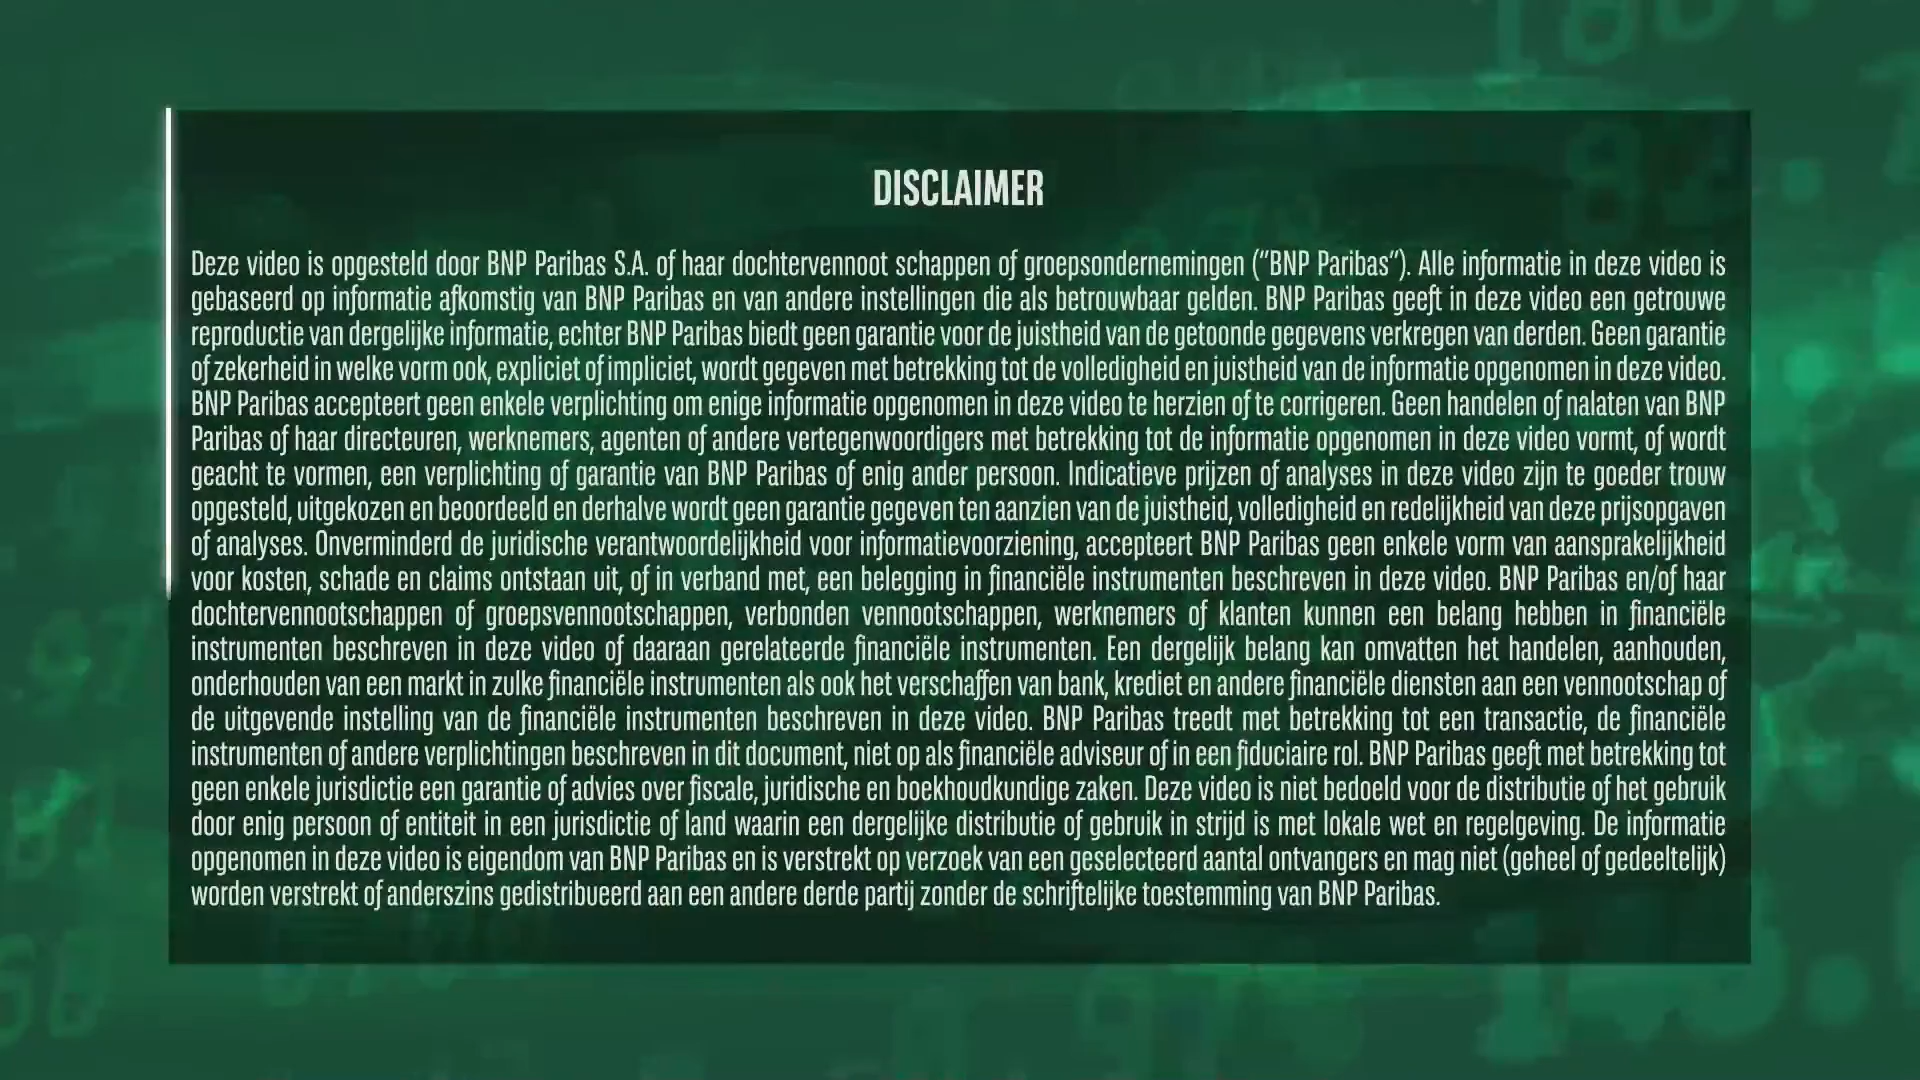 DISCLAIMER
Deze video is opgesteld door BNP Paribas S.A. of haar dochtervennoot schappen of groepsondernemingen (“BNP Paribas”). Alle informatie in deze video is
gebaseerd op informatie afkomstig van BNP Paribas en van andere instellingen die als betrouwbaar gelden. BNP Paribas geeft in deze video een getrouwe
reproductie van dergelijke informatie, echter BNP Paribas biedt geen garantie voor de juistheid van de getoonde gegevens verkregen van derden. Geen garantie
of zekerheid in welke vorm ook, expliciet of impliciet, wordt gegeven met betrekking tot de volledigheid en juistheid van de informatie opgenomen in deze video.
BNP Paribas accepteert geen enkele verplichting om enige informatie opgenomen in deze video te herzien of te corrigeren. Geen handelen of nalaten van BNP
Paribas of haar directeuren, werknemers, agenten of andere vertegenwoordigers met betrekking tot de informatie opgenomen in deze video vormt, of wordt
geacht te vormen, een verplichting of garantie van BNP Paribas of enig ander persoon. Indicatieve prijzen of analyses in deze video zijn te goeder trouw
opgesteld, uitgekozen en beoordeeld en derhalve wordt geen garantie gegeven ten aanzien van de juistheid, volledigheid en redelijkheid van deze prijsopgaven
of analyses. Onverminderd de juridische verantwoordelijkheid voor informatievoorziening, accepteert BNP Paribas geen enkele vorm van aansprakelijkheid
voor kosten, schade en claims ontstaan uit, of in verband met, een belegging in financiële instrumenten beschreven in deze video. BNP Paribas en/of haar
dochtervennootschappen of groepsvennootschappen, verbonden vennootschappen, werknemers of klanten kunnen een belang hebben in financiële
instrumenten beschreven in deze video of daaraan gerelateerde financiële instrumenten. Een dergelijk belang kan omvatten het handelen, aanhouden,
onderhouden van een markt in zulke financiële instrumenten als ook het verschaffen van bank, krediet en andere financiële diensten aan een vennootschap of
de uitgevende instelling van de financiële instrumenten beschreven in deze video. BNP Paribas treedt met betrekking tot een transactie, de financiële
instrumenten of andere verplichtingen beschreven in dit document, niet op als financiële adviseur of in een fiduciaire rol. BNP Paribas geeft met betrekking tot
geen enkele jurisdictie een garantie of advies over fiscale, juridische en boekhoudkundige zaken. Deze video is niet bedoeld voor de distributie of het gebruik
door enig persoon of entiteit in een jurisdictie of land waarin een dergelijke distributie of gebruik in strijd is met lokale wet en regelgeving. De informatie
opgenomen in deze video is eigendom van BNP Paribas en is verstrekt op verzoek van een geselecteerd aantal ontvangers en mag niet (geheel of gedeeltelijk)
worden verstrekt of anderszins gedistribueerd aan een andere derde partij zonder de schriftelijke toestemming van BNP Paribas.